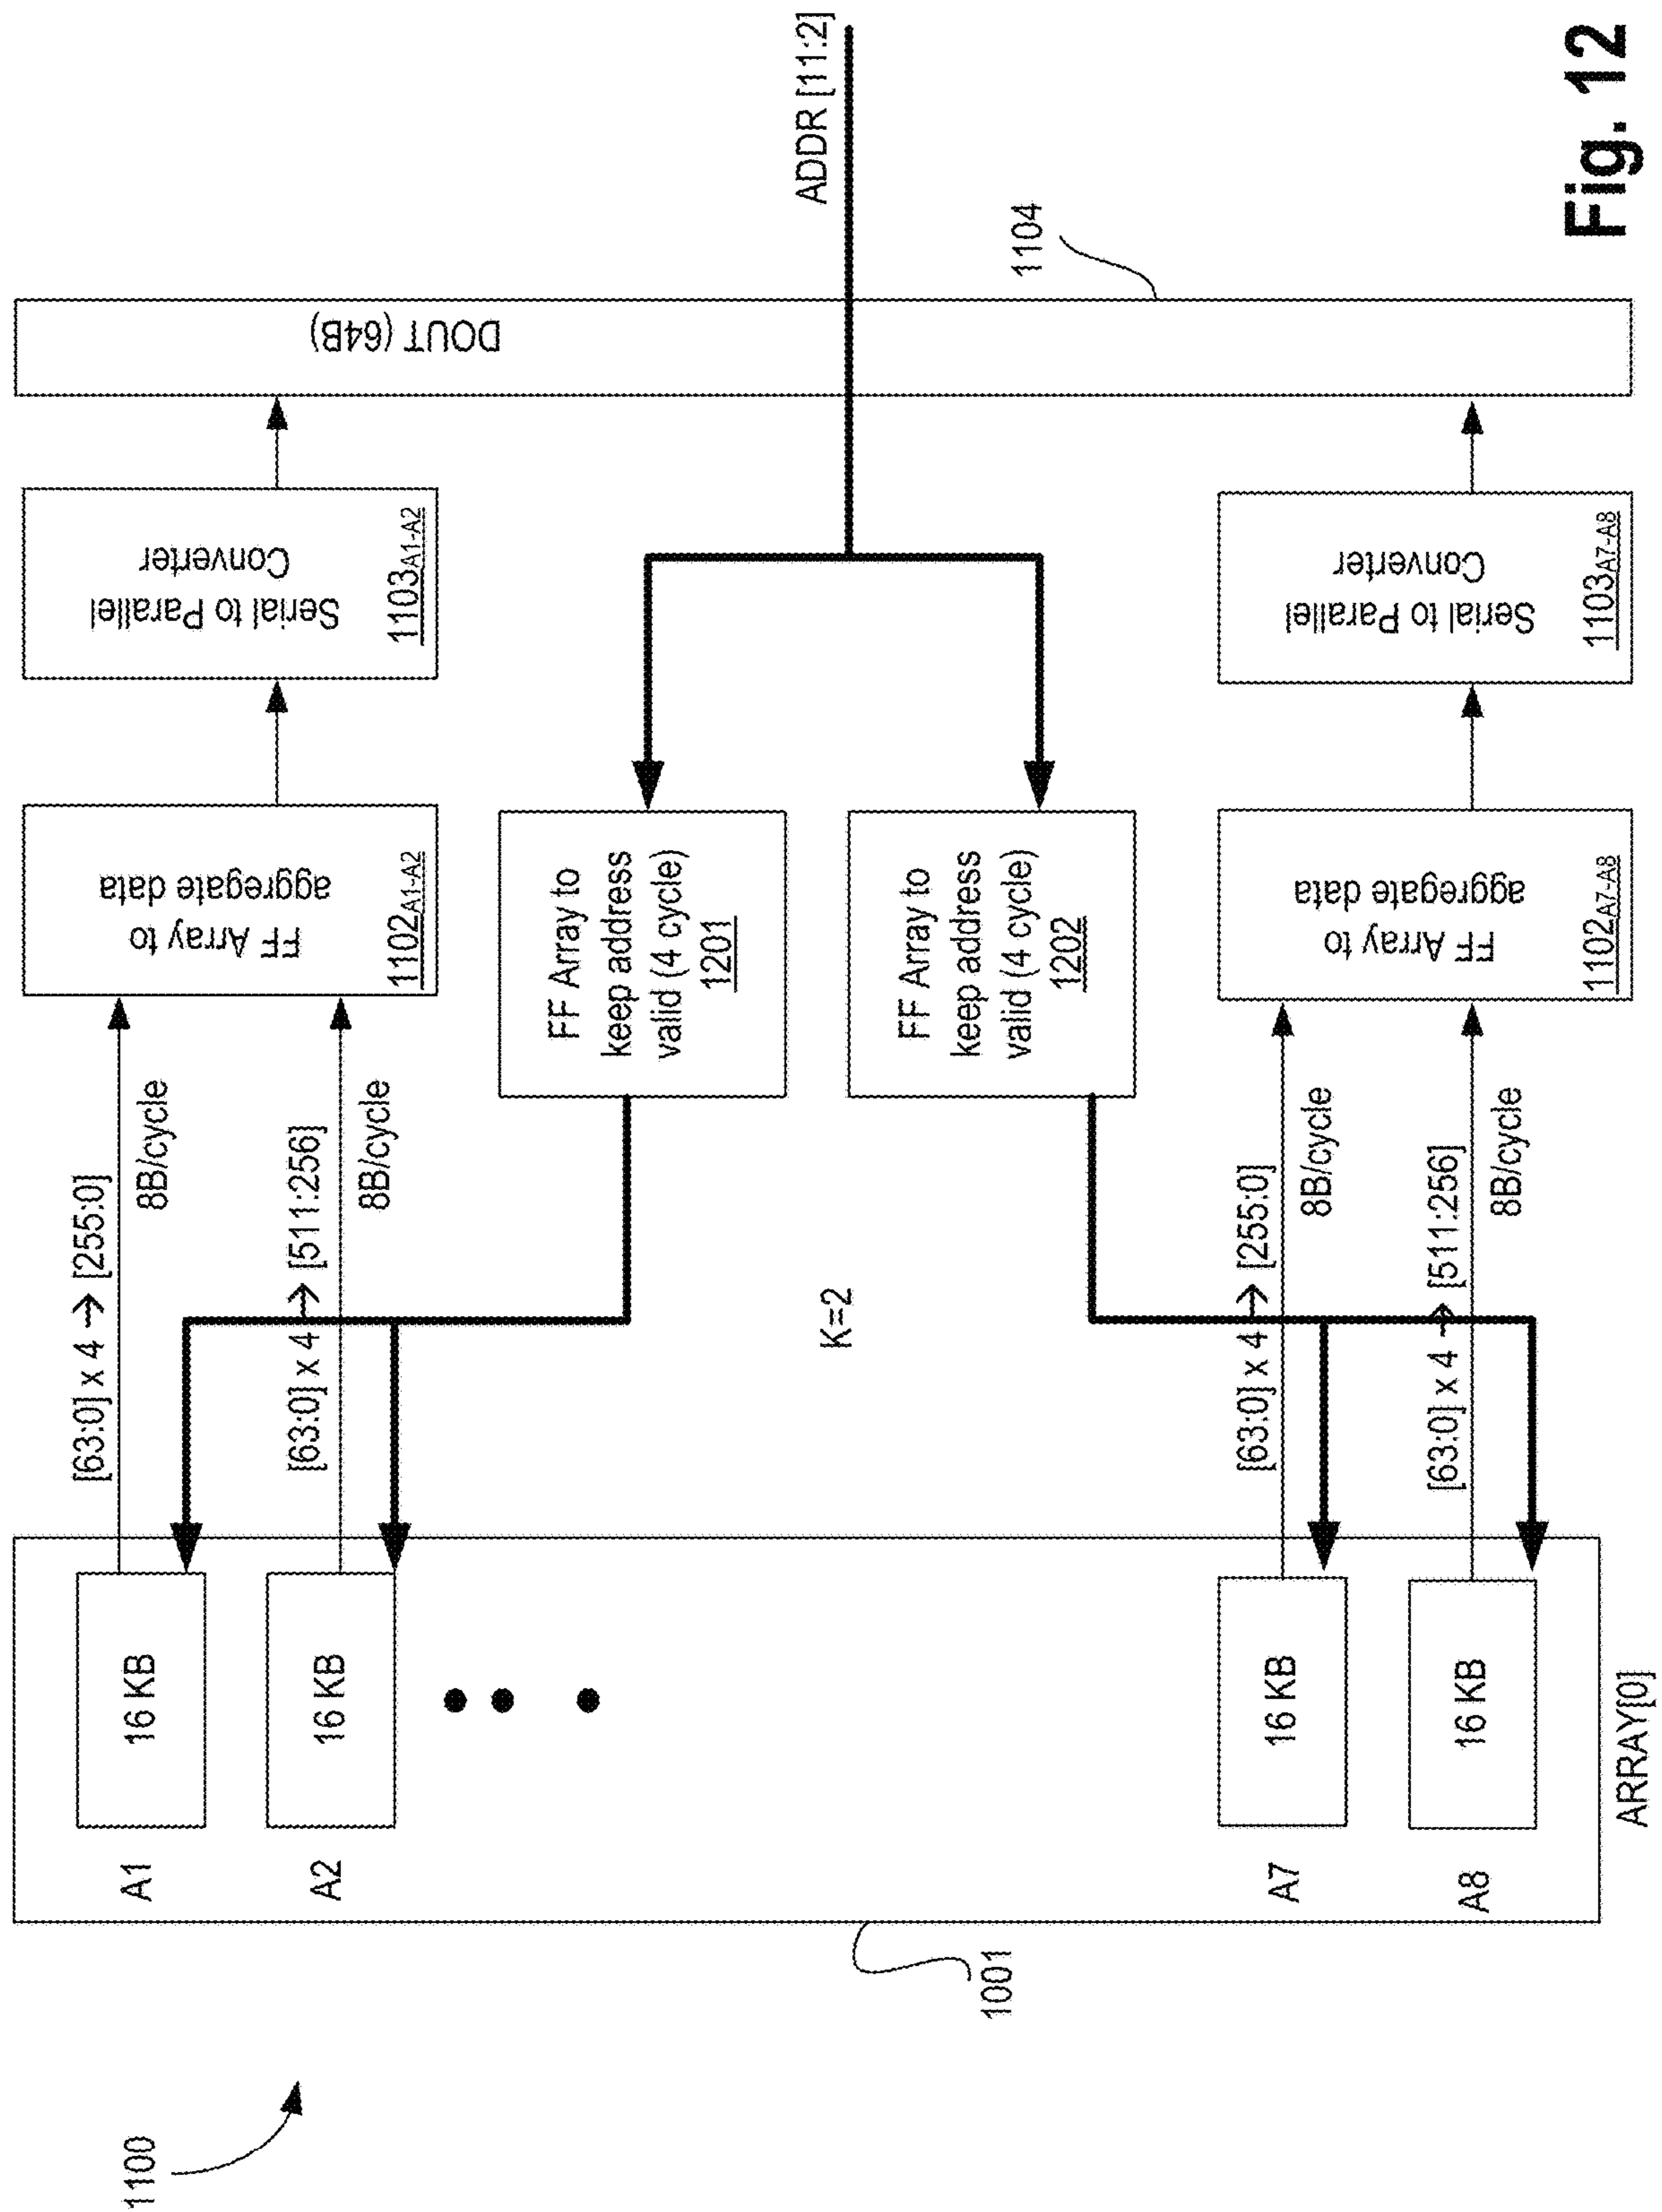 1100
1001
ARRAY[0]
A1
16 KB
A2
16 KB
A7
16 KB
A8
16 KB
[63:0] x 4 → [255:0]
8B/cycle
[63:0] x 4 → [511:256]
8B/cycle
K=2
[63:0] x 4 → [255:0]
8B/cycle
[63:0] x 4 → [511:256]
8B/cycle
FF Array to
aggregate data
1102A1-A2
FF Array to
keep address
valid (4 cycle)
1201
FF Array to
keep address
valid (4 cycle)
1202
FF Array to
aggregate data
1102A7-A8
Serial to Parallel
Converter
1103A1-A2
Serial to Parallel
Converter
1103A7-A8
DOUT (64B)
1104
ADDR [11:2]
Fig. 12